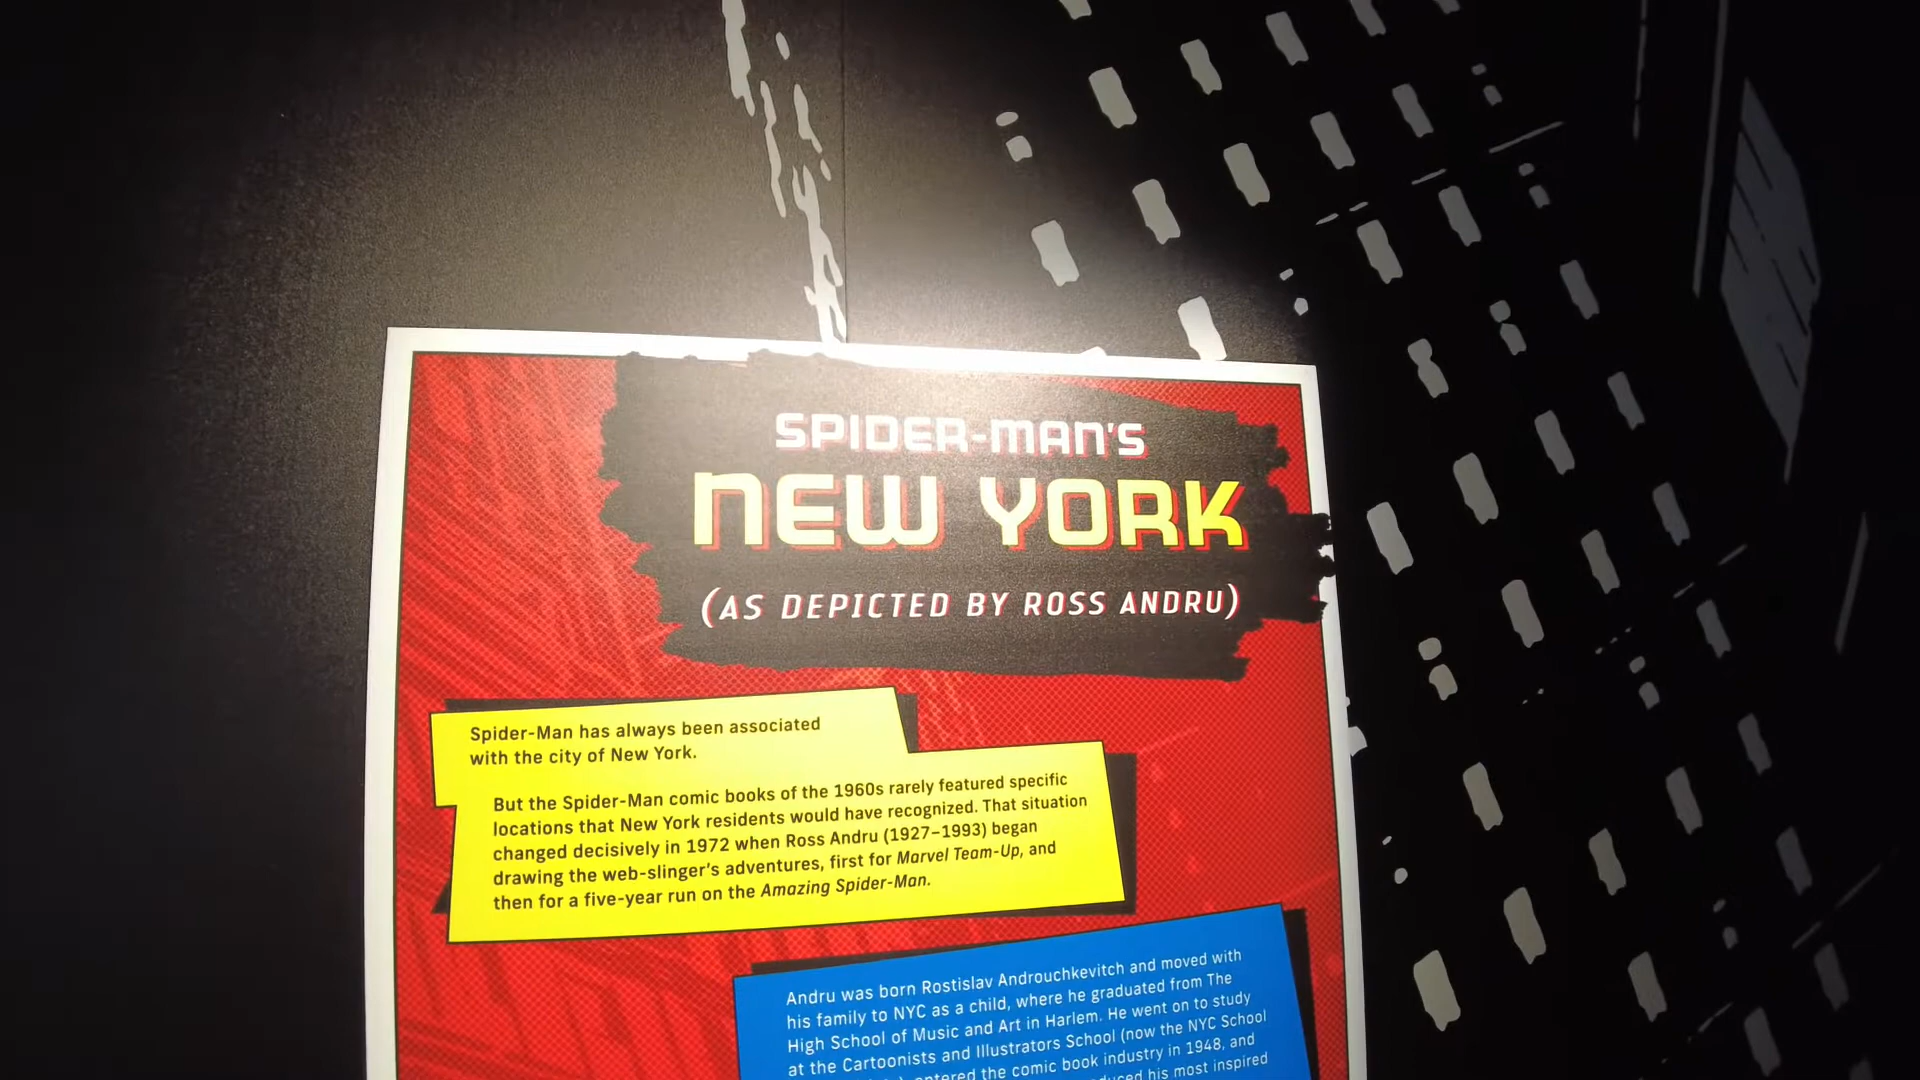 SPIDER-MAN'S
NEW YORK
(AS DEPICTED BY ROSS ANDRU)
Spider-Man has always been associated
with the city of New York.
But the Spider-Man comic books of the 1960s rarely featured specific
locations that New York residents would have recognized. That situation
changed decisively in 1972 when Ross Andru (1927–1993) began
drawing the web-slinger's adventures, first for Marvel Team-Up, and
then for a five-year run on the Amazing Spider-Man.
Andru was born Rostislav Androuchkevitch and moved with
his family to NYC as a child, where he graduated from The
High School of Music and Art in Harlem. He went on to study
at the Cartoonists and Illustrators School (now the NYC School
entered the comic book industry in 1948, and
his most inspired